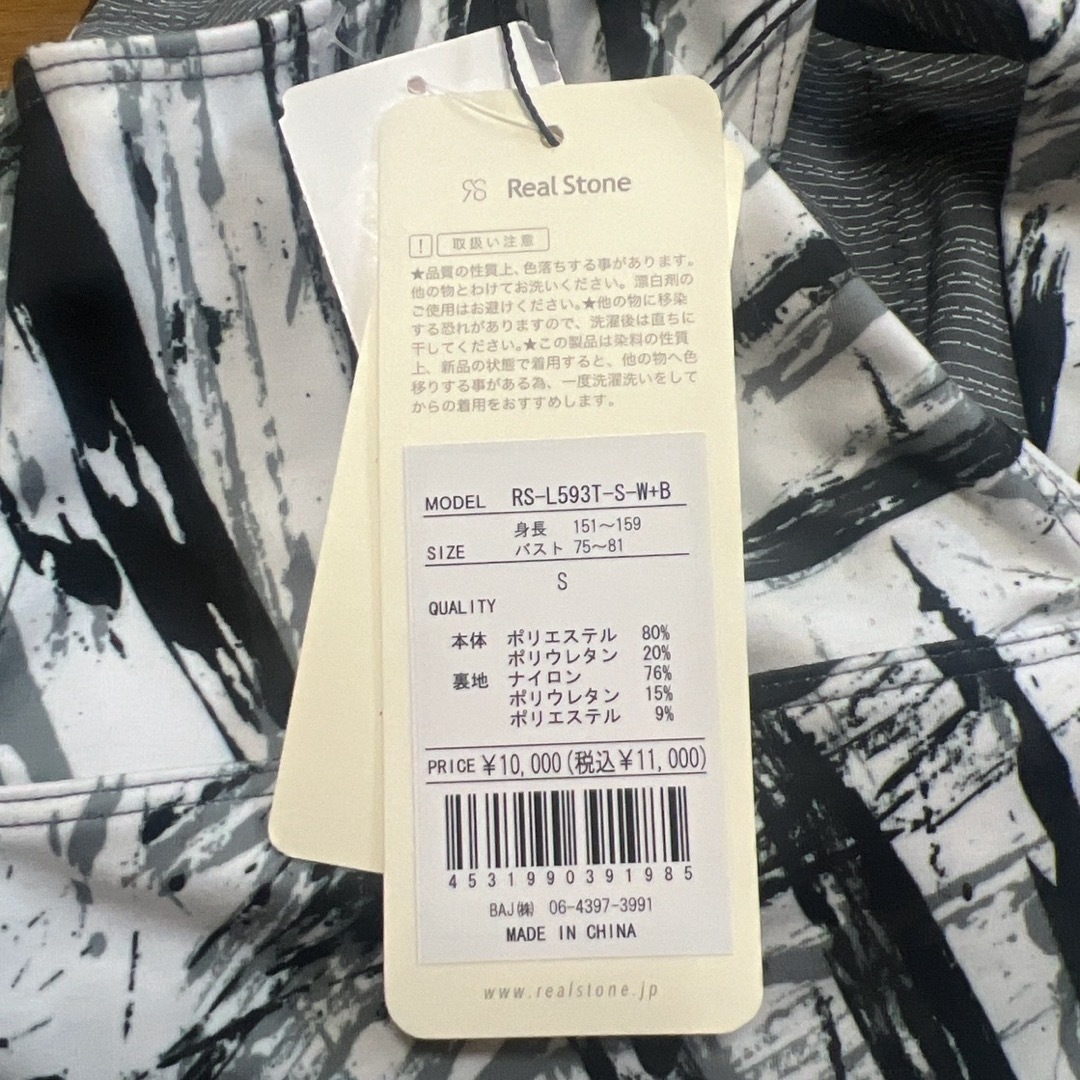 RS Real Stone
! 取扱い注意
★品質の性質上、色落ちする事があります。
他の物とわけてお洗いください。漂白剤の
ご使用はお避けください。★他の物に移染
する恐れがありますので、洗濯後は直ちに
干してください。★この製品は染料の性質
上、新品の状態で着用すると、他の物へ色
移りする事がある為、一度洗濯洗いをして
からの着用をおすすめします。
MODEL RS-L593T-S-W+B
身長 151～159
SIZE バスト 75～81
S
QUALITY
本体 ポリエステル 80%
ポリウレタン 20%
裏地 ナイロン 76%
ポリウレタン 15%
ポリエステル 9%
PRICE ¥10,000(税込¥11,000)
4531990391985
BAJ㈱ 06-4397-3991
MADE IN CHINA
www.realstone.jp